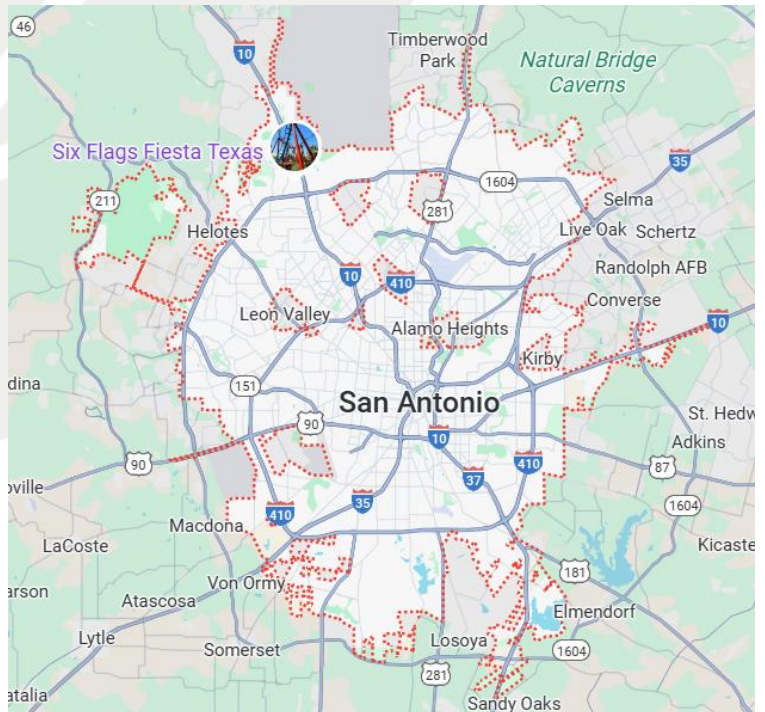 46
10
Timberwood
Park
Natural Bridge
Caverns
Six Flags Fiesta Texas
35
1604
211
281
Selma
Helotes
Live Oak
Schertz
Randolph AFB
10
410
Converse
Leon Valley
Alamo Heights
10
Kirby
dina
151
San Antonio
St. Hedw
90
10
Adkins
90
410
87
37
oville
35
1604
410
Macdona
LaCoste
Kicaste
Von Ormy
181
arson
Atascosa
Elmendorf
Lytle
Losoya
Somerset
1604
281
atalia
Sandy Oaks